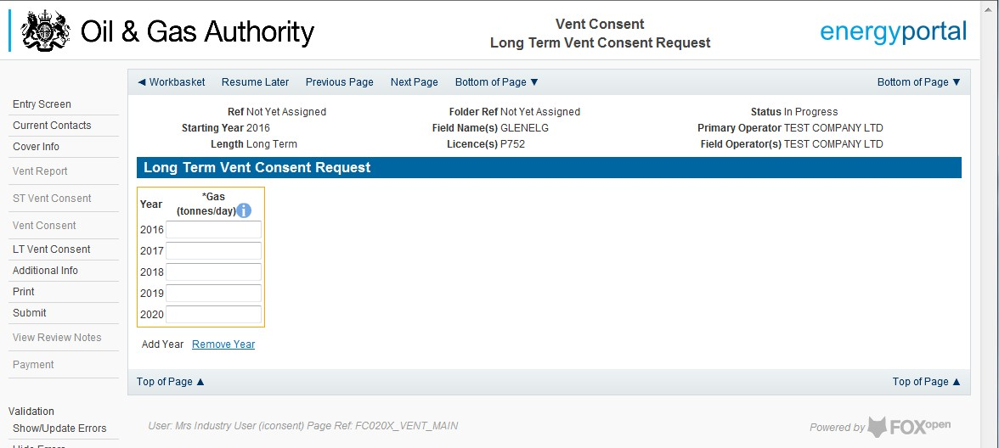 Oil & Gas Authority
Vent Consent
Long Term Vent Consent Request
energyportal
◄ Workbasket Resume Later Previous Page Next Page Bottom of Page ▼ Bottom of Page ▼
Entry Screen
Current Contacts
Cover Info
Vent Report
ST Vent Consent
Vent Consent
LT Vent Consent
Additional Info
Print
Submit
View Review Notes
Payment
Validation
Show/Update Errors
Hide Errors
Ref Not Yet Assigned Folder Ref Not Yet Assigned Status In Progress
Starting Year 2016 Field Name(s) GLENELG Primary Operator TEST COMPANY LTD
Length Long Term Licence(s) P752 Field Operator(s) TEST COMPANY LTD
Long Term Vent Consent Request
Year *Gas
(tonnes/day) i
2016
2017
2018
2019
2020
Add Year Remove Year
Top of Page ▲ Top of Page ▲
User: Mrs Industry User (iconsent) Page Ref: FC020X_VENT_MAIN
Powered by FOXopen